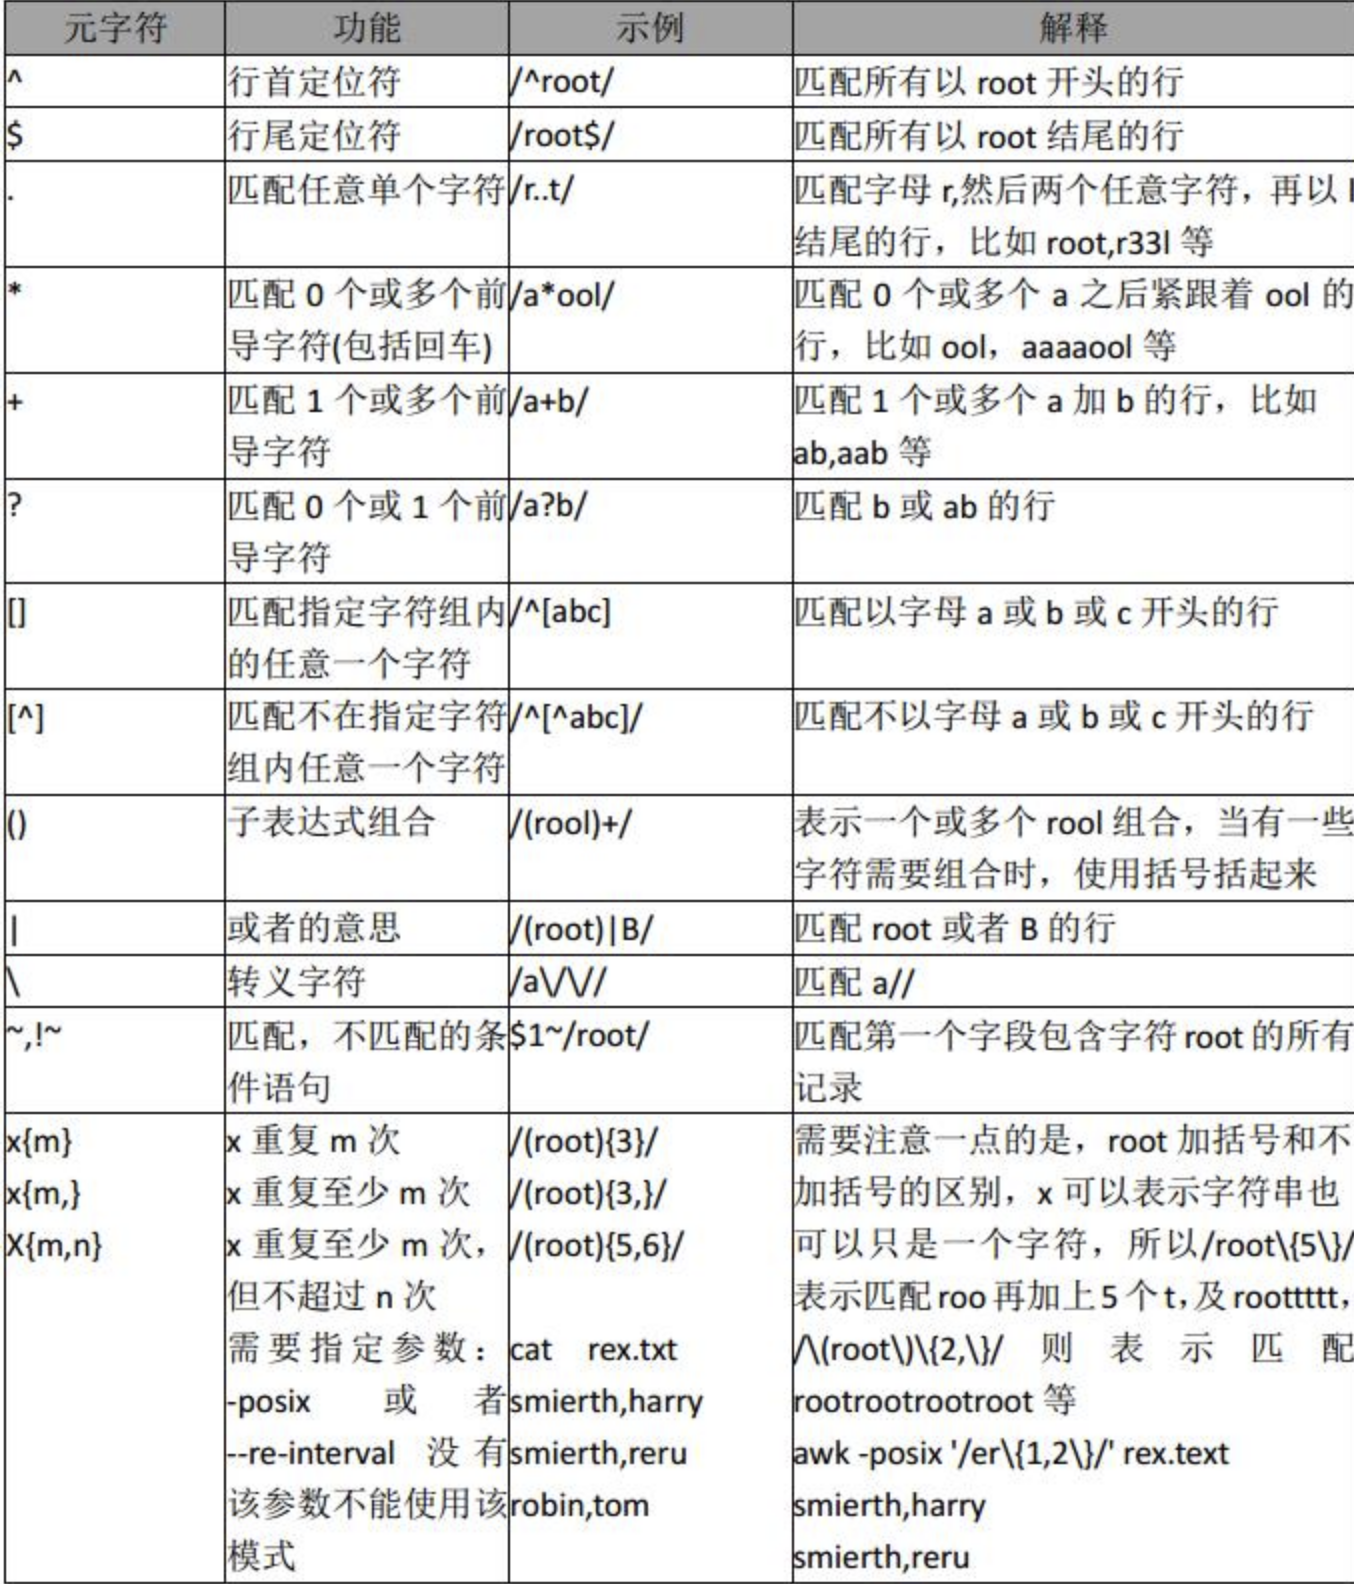 元字符 功能 示例 解释
^ 行首定位符 /^root/ 匹配所有以 root 开头的行
$ 行尾定位符 /root$/ 匹配所有以 root 结尾的行
. 匹配任意单个字符 /r..t/ 匹配字母 r,然后两个任意字符，再以 l
结尾的行，比如 root,r33l 等
* 匹配 0 个或多个前 /a*ool/ 匹配 0 个或多个 a 之后紧跟着 ool 的
导字符(包括回车) 行，比如 ool，aaaaool 等
+ 匹配 1 个或多个前 /a+b/ 匹配 1 个或多个 a 加 b 的行，比如
导字符 ab,aab 等
? 匹配 0 个或 1 个前 /a?b/ 匹配 b 或 ab 的行
导字符
[] 匹配指定字符组内 /^[abc] 匹配以字母 a 或 b 或 c 开头的行
的任意一个字符
[^] 匹配不在指定字符 /^[^abc]/ 匹配不以字母 a 或 b 或 c 开头的行
组内任意一个字符
() 子表达式组合 /(rool)+/ 表示一个或多个 rool 组合，当有一些
字符需要组合时，使用括号括起来
| 或者的意思 /(root)|B/ 匹配 root 或者 B 的行
\ 转义字符 /a\/\// 匹配 a//
~,!~ 匹配，不匹配的条 $1~/root/ 匹配第一个字段包含字符 root 的所有
件语句 记录
x{m} x 重复 m 次 /(root){3}/ 需要注意一点的是，root 加括号和不
x{m,} x 重复至少 m 次 /(root){3,}/ 加括号的区别，x 可以表示字符串也
X{m,n} x 重复至少 m 次， /(root){5,6}/ 可以只是一个字符，所以/root\{5\}/
但不超过 n 次 表示匹配 roo 再加上 5 个 t，及 roottttt，
需要指定参数： cat rex.txt /\(root\)\{2,\}/ 则表示匹配
-posix 或者 smierth,harry rootrootrootroot 等
--re-interval 没有 smierth,reru awk -posix '/er\{1,2\}/' rex.text
该参数不能使用该 robin,tom smierth,harry
模式 smierth,reru